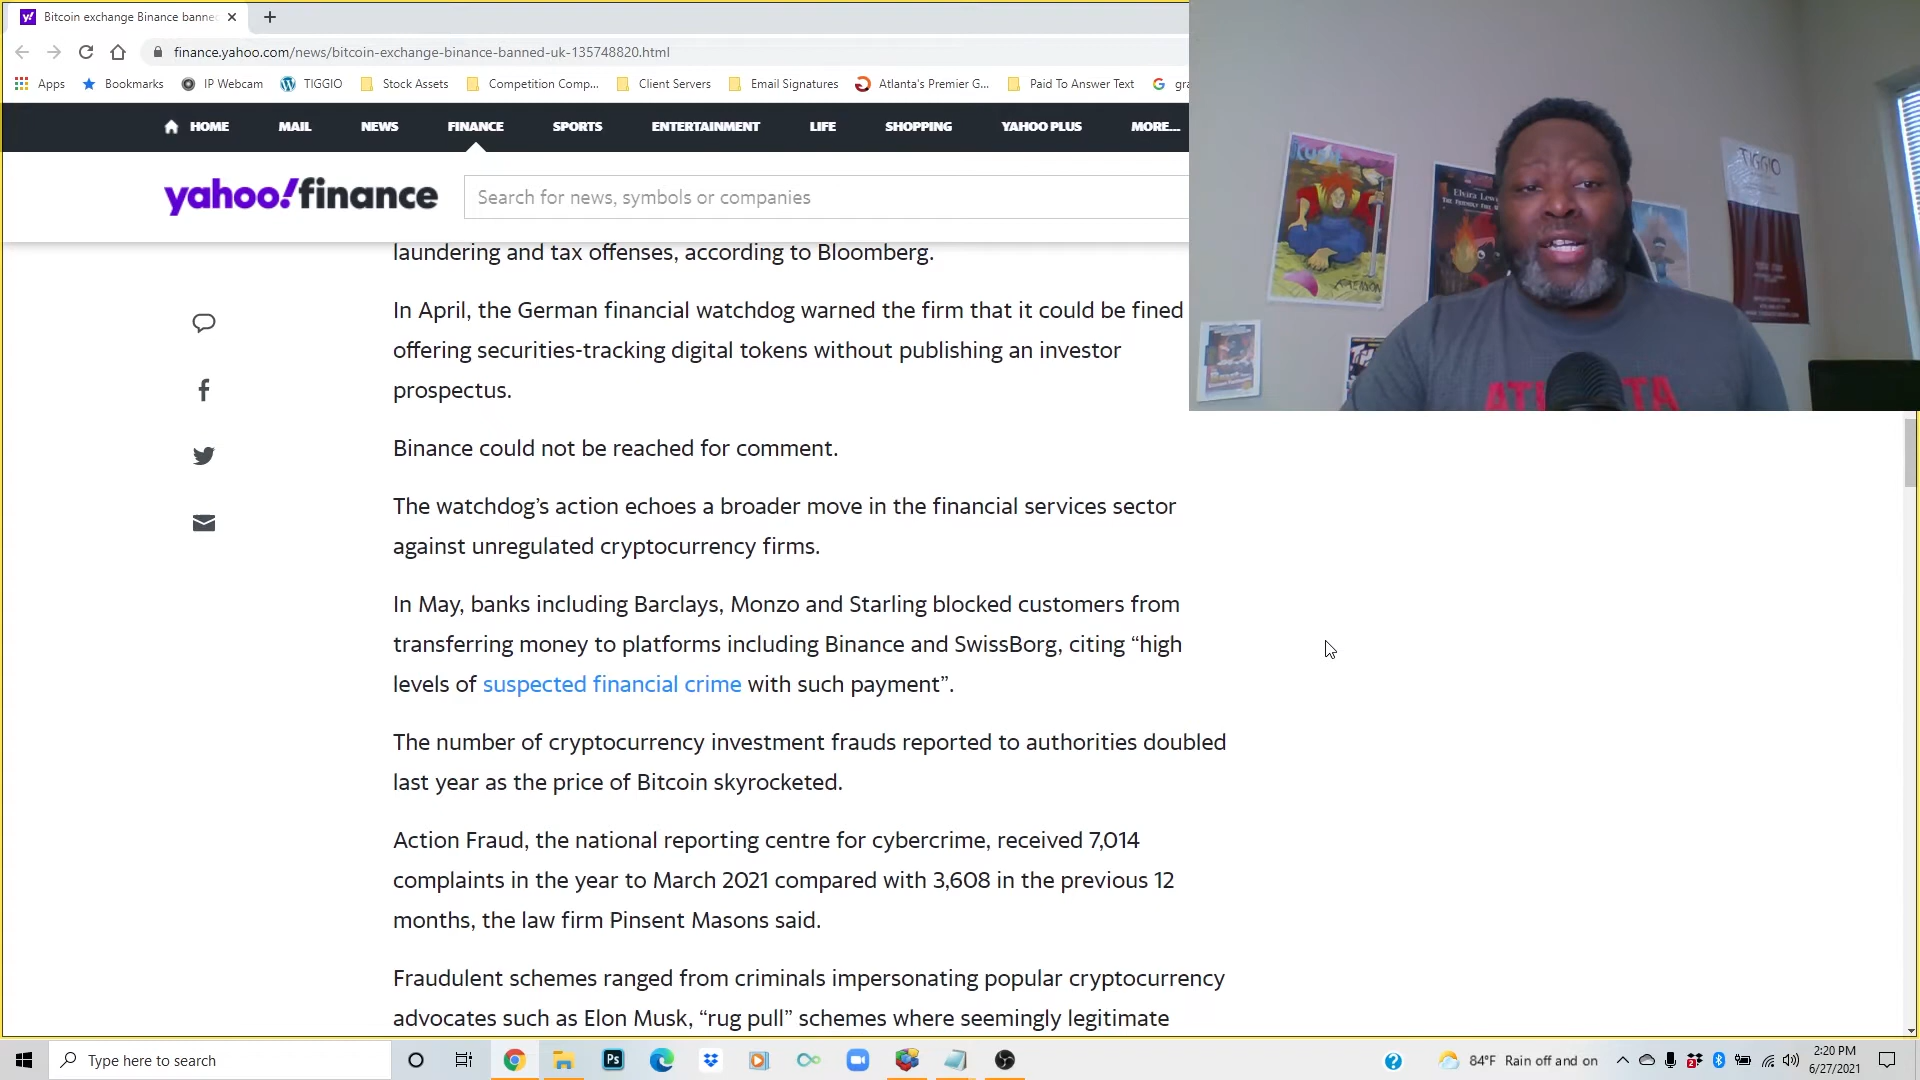 Bitcoin exchange Binance banne
finance.yahoo.com/news/bitcoin-exchange-binance-banned-uk-135748820.html
Apps Bookmarks IP Webcam TIGGIO Stock Assets Competition Comp... Client Servers Email Signatures Atlanta's Premier G... Paid To Answer Text gra
HOME MAIL NEWS FINANCE SPORTS ENTERTAINMENT LIFE SHOPPING YAHOO PLUS MORE...
yahoo!finance
Search for news, symbols or companies
laundering and tax offenses, according to Bloomberg.
In April, the German financial watchdog warned the firm that it could be fined
offering securities-tracking digital tokens without publishing an investor
prospectus.
Binance could not be reached for comment.
The watchdog’s action echoes a broader move in the financial services sector
against unregulated cryptocurrency firms.
In May, banks including Barclays, Monzo and Starling blocked customers from
transferring money to platforms including Binance and SwissBorg, citing “high
levels of suspected financial crime with such payment”.
The number of cryptocurrency investment frauds reported to authorities doubled
last year as the price of Bitcoin skyrocketed.
Action Fraud, the national reporting centre for cybercrime, received 7,014
complaints in the year to March 2021 compared with 3,608 in the previous 12
months, the law firm Pinsent Masons said.
Fraudulent schemes ranged from criminals impersonating popular cryptocurrency
advocates such as Elon Musk, “rug pull” schemes where seemingly legitimate
TIGGIO
Type here to search
Ps
84°F Rain off and on
2:20 PM
6/27/2021